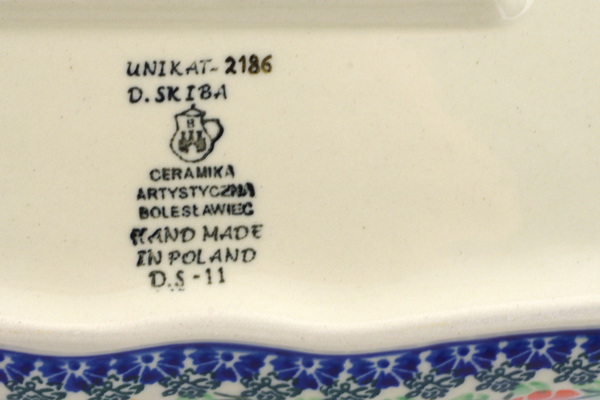 UNIKAT-2186
D. SKIBA
B
CERAMIKA
ARTYSTYCZNA
BOLESŁAWIEC
HAND MADE
IN POLAND
D.S-11